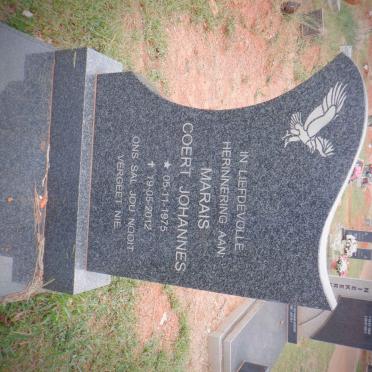 IN LIEFDEVOLLE
HERINNERING AAN
MARAIS
COERT JOHANNES
★ 05-11-1975
✝ 19-05-2012
ONS SAL JOU NOOIT
VERGEET NIE.
NIEKER